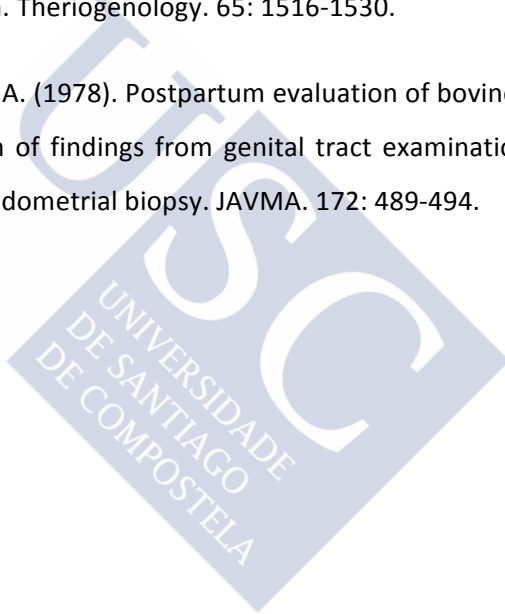 . Theriogenology. 65: 1516-1530.
A. (1978). Postpartum evaluation of bovine
of findings from genital tract examinatio
dometrial biopsy. JAVMA. 172: 489-494.
USC
UNIVERSIDADE
DE SANTIAGO
DE COMPOSTELA